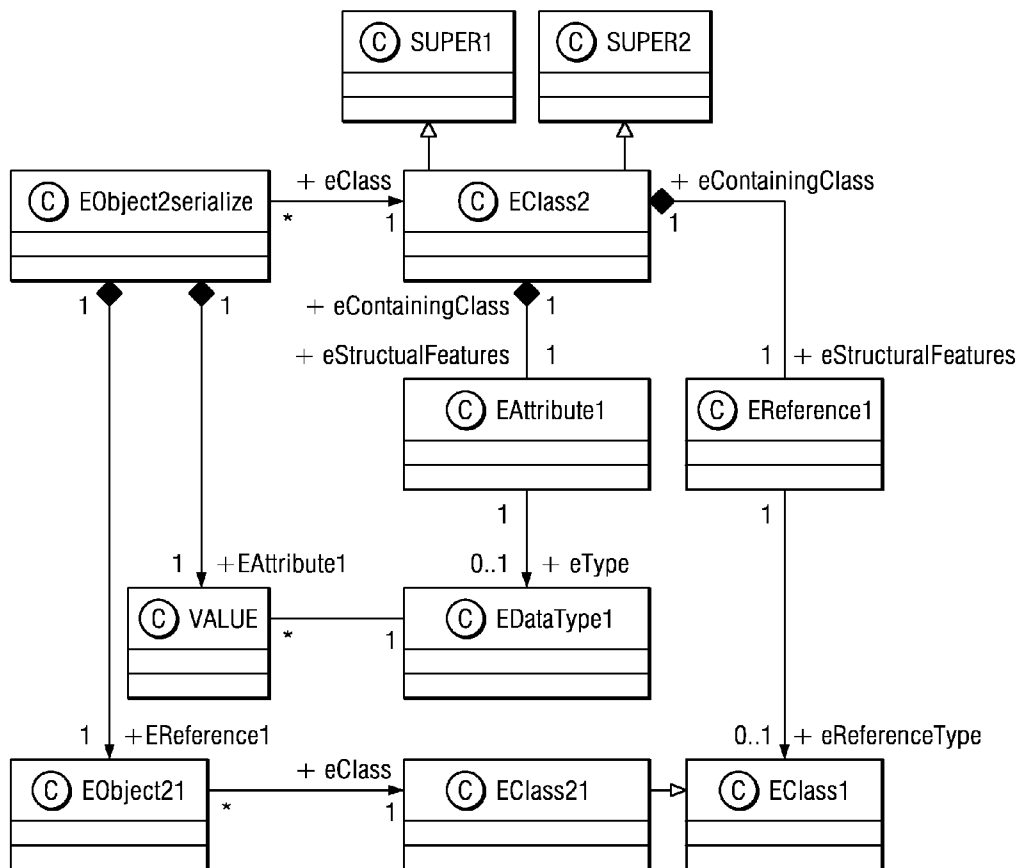 C SUPER1
C SUPER2
C EObject2serialize
+ eClass
*
1
C EClass2
+ eContainingClass
1
1
1
+ eContainingClass
1
+ eStructualFeatures
1
1
+ eStructuralFeatures
C EAttribute1
C EReference1
1
1
1
+EAttribute1
0..1
+ eType
C VALUE
*
1
C EDataType1
1
+EReference1
0..1
+ eReferenceType
C EObject21
+ eClass
*
1
C EClass21
C EClass1